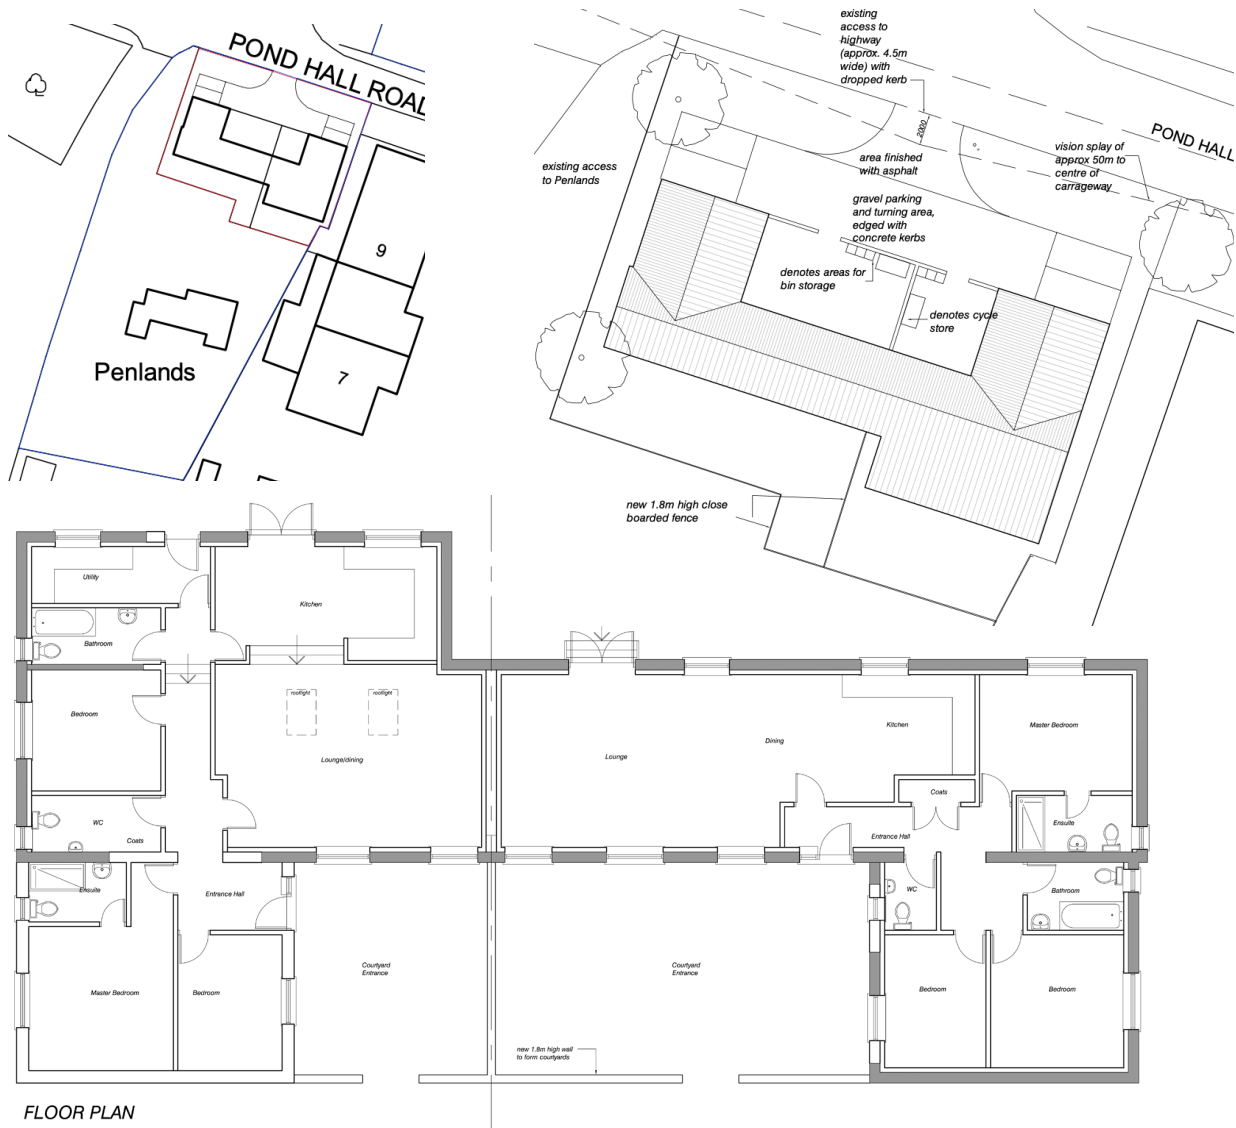 POND HALL ROAD
9
7
Penlands
existing
access to
highway
(approx. 4.5m
wide) with
dropped kerb
2000
POND HALL
existing access
to Penlands
area finished
with asphalt
vision splay of
approx 50m to
centre of
carrageway
gravel parking
and turning area,
edged with
concrete kerbs
denotes areas for
bin storage
denotes cycle
store
new 1.8m high close
boarded fence
Utility
Kitchen
Bathroom
Bedroom
rooflight
rooflight
Lounge/dining
WC
Coats
Ensuite
Entrance Hall
Master Bedroom
Bedroom
Courtyard
Entrance
Lounge
Dining
Kitchen
Master Bedroom
Coats
Entrance Hall
Ensuite
WC
Bathroom
Courtyard
Entrance
Bedroom
Bedroom
new 1.8m high wall
to form courtyards
FLOOR PLAN